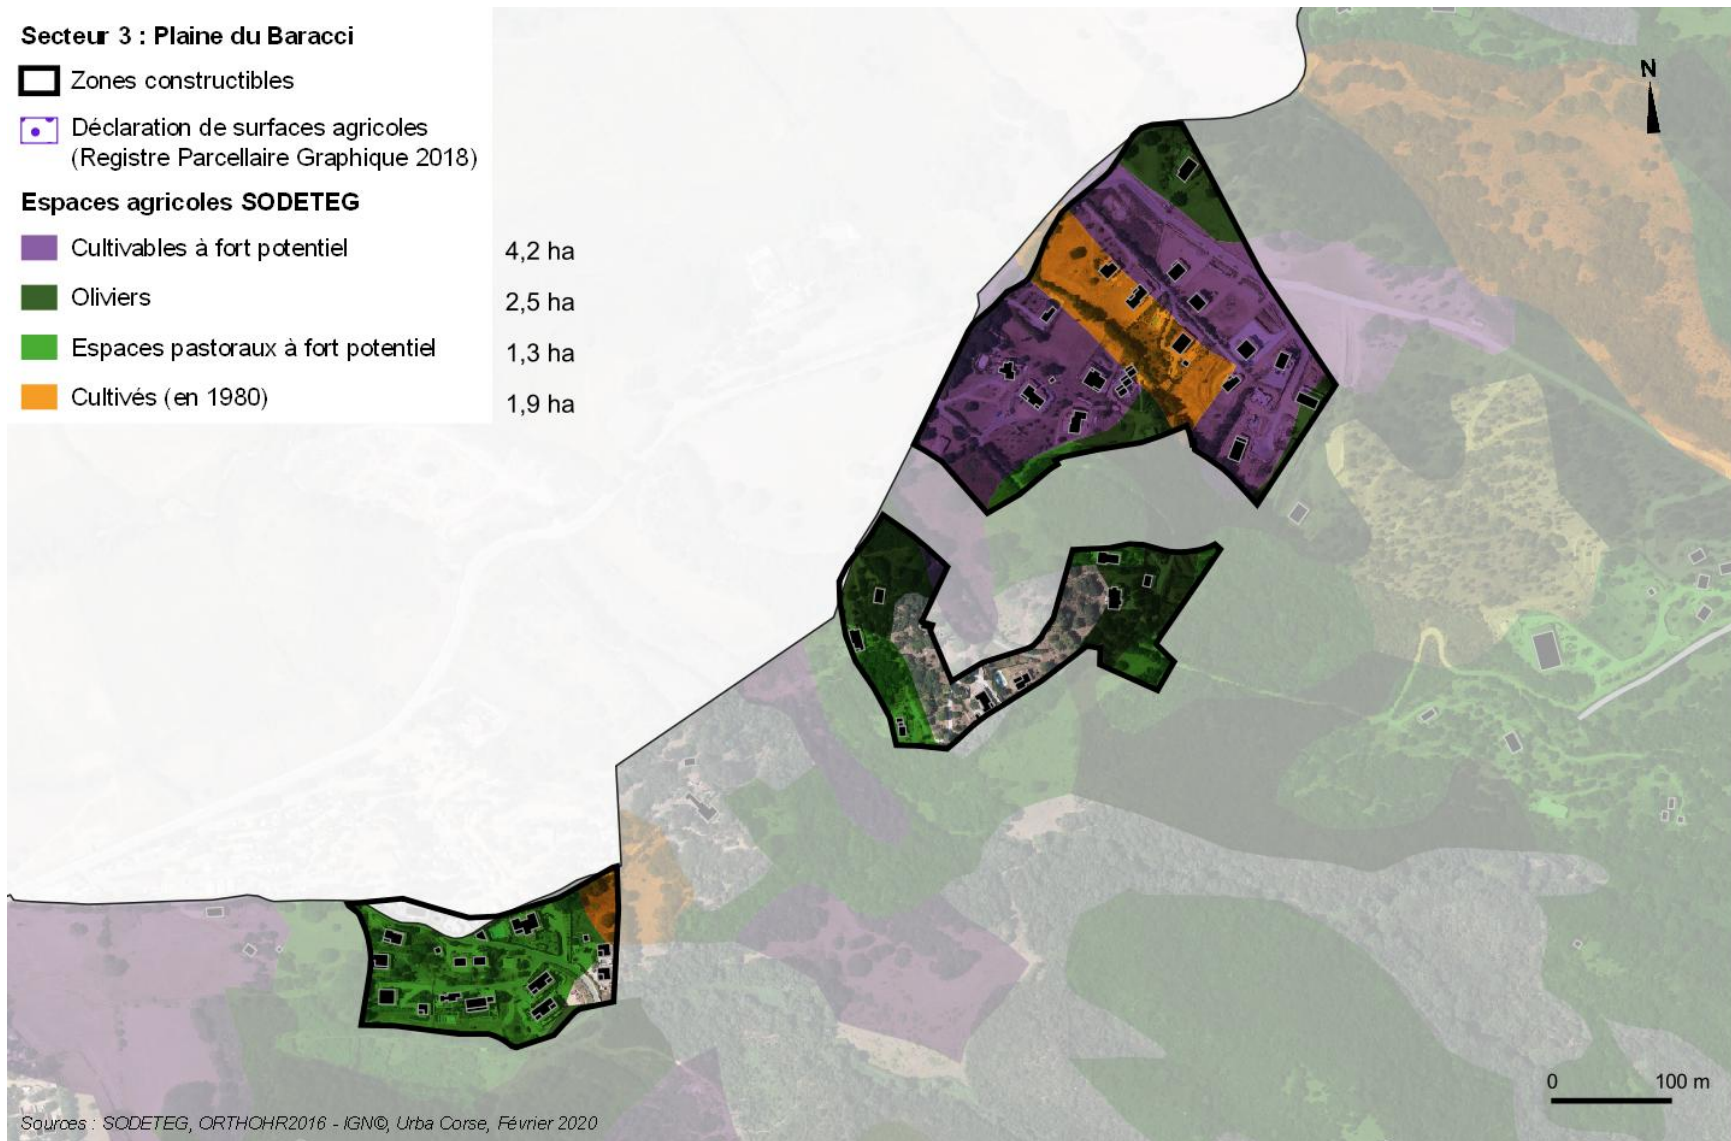 Secteur 3 : Plaine du Baracci
Zones constructibles
Déclaration de surfaces agricoles
(Registre Parcellaire Graphique 2018)
Espaces agricoles SODETEG
Cultivables à fort potentiel 4,2 ha
Oliviers 2,5 ha
Espaces pastoraux à fort potentiel 1,3 ha
Cultivés (en 1980) 1,9 ha
N
0 100 m
Sources : SODETEG, ORTHOHR2016 - IGN©, Urba Corse, Février 2020